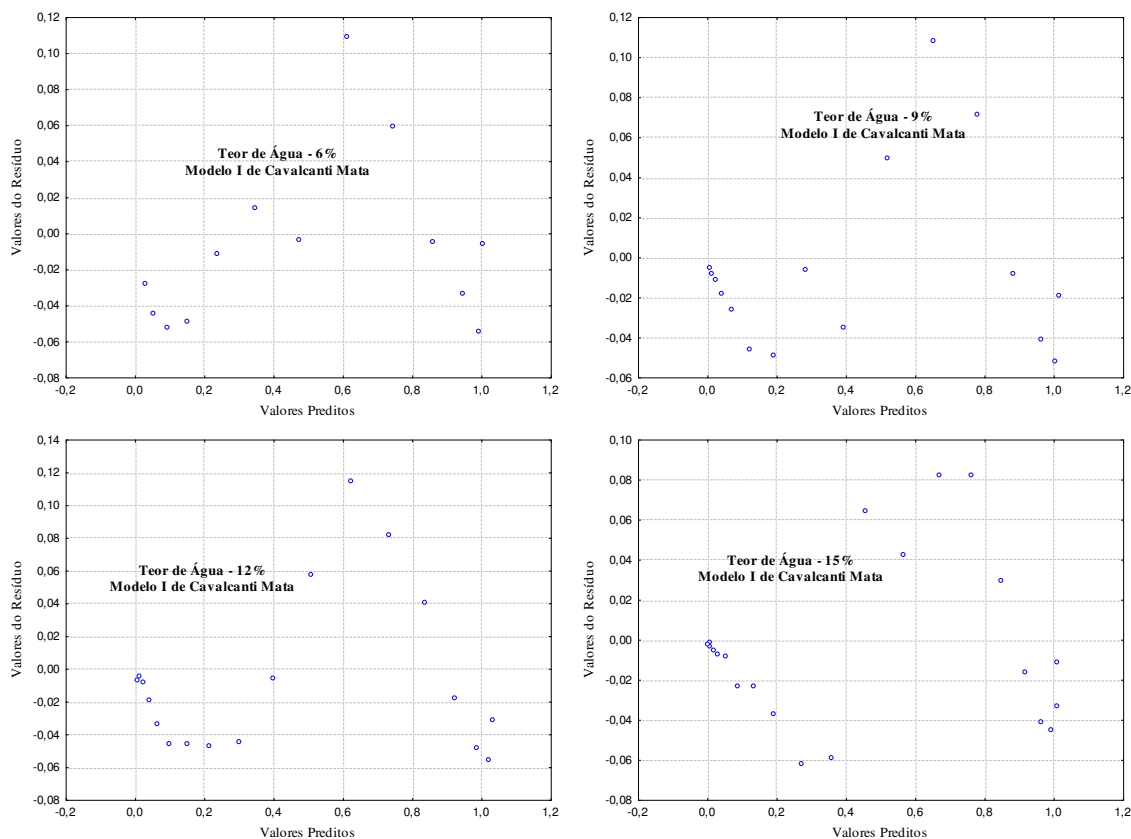 0,12
0,10
0,08
0,06
0,04
0,02
0,00
-0,02
-0,04
-0,06
-0,08
Valores do Resíduo
Teor de Água - 6%
Modelo I de Cavalcanti Mata
-0,2 0,0 0,2 0,4 0,6 0,8 1,0 1,2
Valores Preditos
0,12
0,10
0,08
0,06
0,04
0,02
0,00
-0,02
-0,04
-0,06
Valores do Resíduo
Teor de Água - 9%
Modelo I de Cavalcanti Mata
-0,2 0,0 0,2 0,4 0,6 0,8 1,0 1,2
Valores Preditos
0,14
0,12
0,10
0,08
0,06
0,04
0,02
0,00
-0,02
-0,04
-0,06
-0,08
Valores do Resíduo
Teor de Água - 12%
Modelo I de Cavalcanti Mata
-0,2 0,0 0,2 0,4 0,6 0,8 1,0 1,2
Valores Preditos
0,10
0,08
0,06
0,04
0,02
0,00
-0,02
-0,04
-0,06
-0,08
Valores do Resíduo
Teor de Água - 15%
Modelo I de Cavalcanti Mata
-0,2 0,0 0,2 0,4 0,6 0,8 1,0 1,2
Valores Preditos